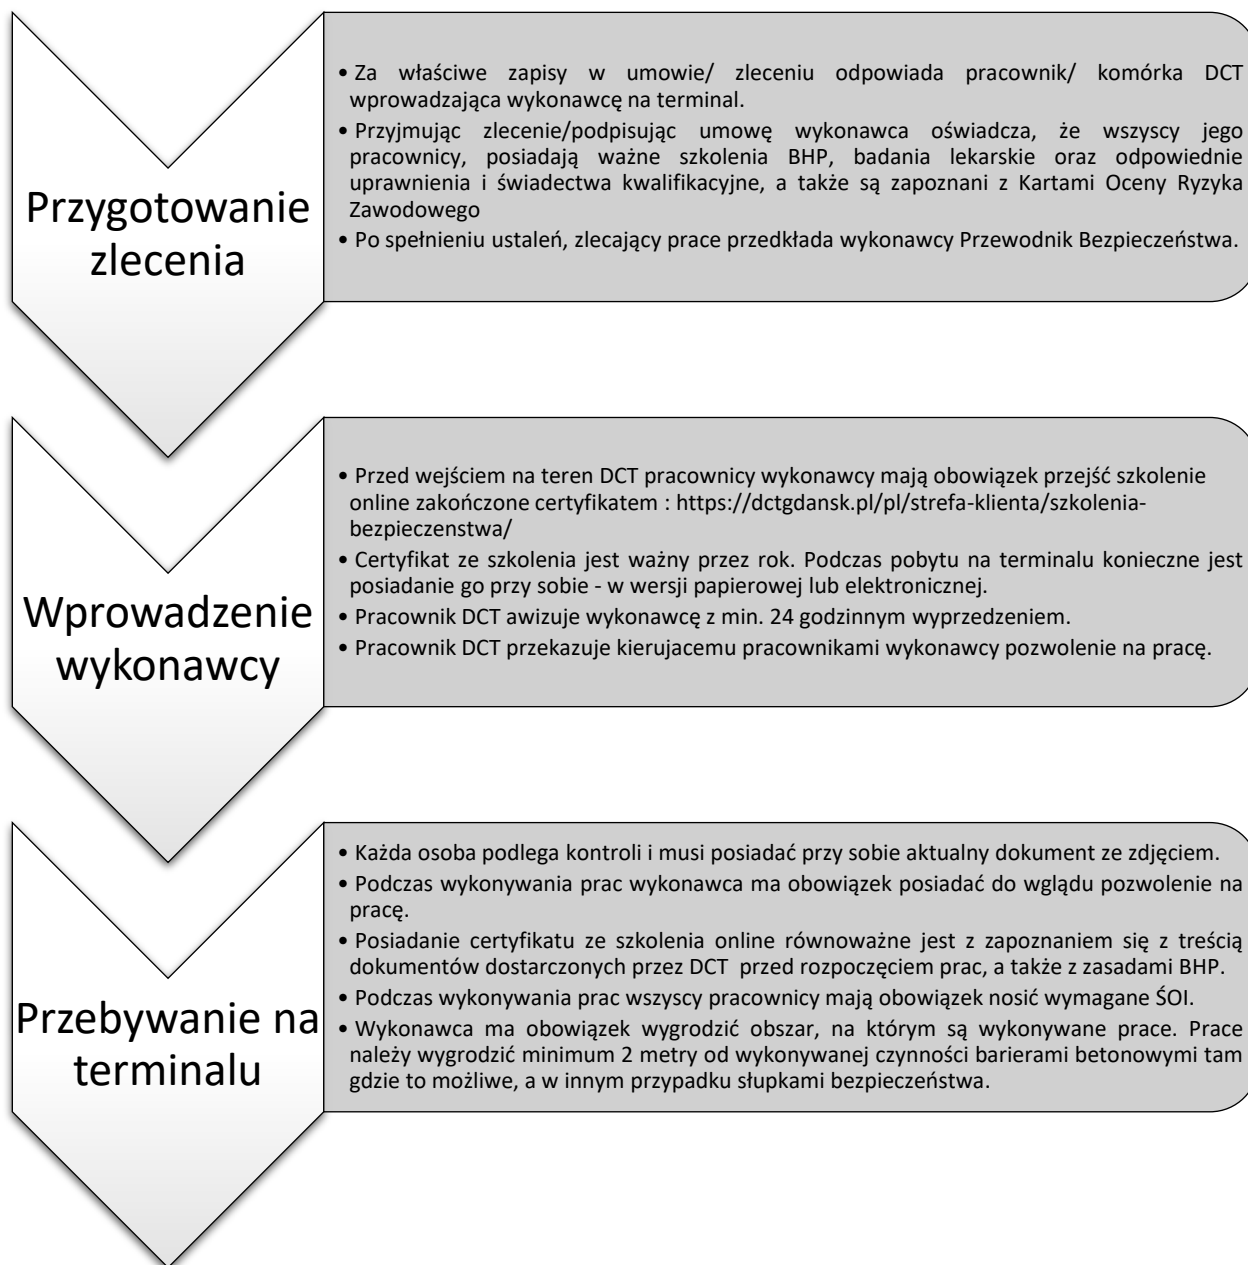 Przygotowanie
zlecenia
• Za właściwe zapisy w umowie/ zleceniu odpowiada pracownik/ komórka DCT
wprowadzająca wykonawcę na terminal.
• Przyjmując zlecenie/podpisując umowę wykonawca oświadcza, że wszyscy jego
pracownicy, posiadają ważne szkolenia BHP, badania lekarskie oraz odpowiednie
uprawnienia i świadectwa kwalifikacyjne, a także są zapoznani z Kartami Oceny Ryzyka
Zawodowego
• Po spełnieniu ustaleń, zlecający prace przedkłada wykonawcy Przewodnik Bezpieczeństwa.
Wprowadzenie
wykonawcy
• Przed wejściem na teren DCT pracownicy wykonawcy mają obowiązek przejść szkolenie
online zakończone certyfikatem : https://dctgdansk.pl/pl/strefa-klienta/szkolenia-
bezpieczenstwa/
• Certyfikat ze szkolenia jest ważny przez rok. Podczas pobytu na terminalu konieczne jest
posiadanie go przy sobie - w wersji papierowej lub elektronicznej.
• Pracownik DCT awizuje wykonawcę z min. 24 godzinnym wyprzedzeniem.
• Pracownik DCT przekazuje kierujacemu pracownikami wykonawcy pozwolenie na pracę.
Przebywanie na
terminalu
• Każda osoba podlega kontroli i musi posiadać przy sobie aktualny dokument ze zdjęciem.
• Podczas wykonywania prac wykonawca ma obowiązek posiadać do wglądu pozwolenie na
pracę.
• Posiadanie certyfikatu ze szkolenia online równoważne jest z zapoznaniem się z treścią
dokumentów dostarczonych przez DCT przed rozpoczęciem prac, a także z zasadami BHP.
• Podczas wykonywania prac wszyscy pracownicy mają obowiązek nosić wymagane ŚOI.
• Wykonawca ma obowiązek wygrodzić obszar, na którym są wykonywane prace. Prace
należy wygrodzić minimum 2 metry od wykonywanej czynności barierami betonowymi tam
gdzie to możliwe, a w innym przypadku słupkami bezpieczeństwa.